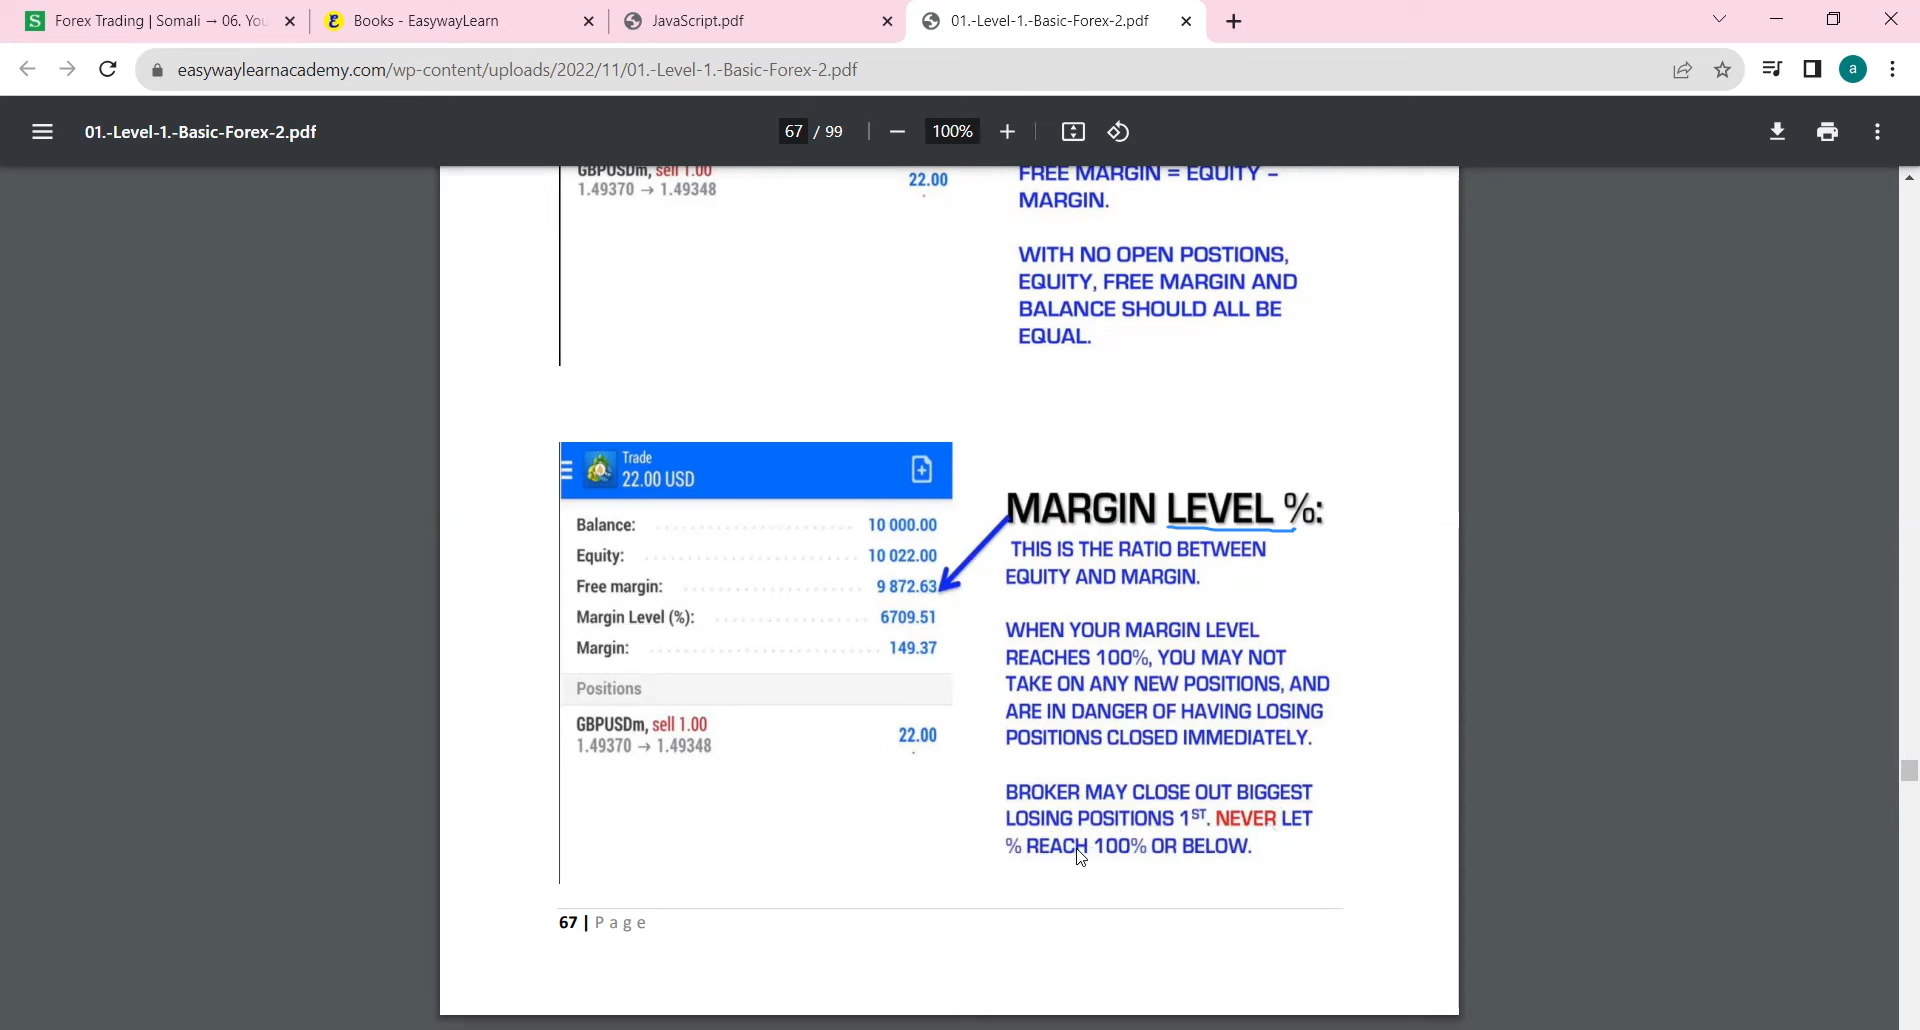 Forex Trading | Somali → 06. You
Books - EasywayLearn
JavaScript.pdf
01.-Level-1.-Basic-Forex-2.pdf
easywaylearnacademy.com/wp-content/uploads/2022/11/01.-Level-1.-Basic-Forex-2.pdf
a
01.-Level-1.-Basic-Forex-2.pdf
67 / 99
100%
GBPUSDm, sell 1.00
1.49370 → 1.49348
22.00
FREE MARGIN = EQUITY –
MARGIN.
WITH NO OPEN POSTIONS,
EQUITY, FREE MARGIN AND
BALANCE SHOULD ALL BE
EQUAL.
Trade
22.00 USD
Balance: 10 000.00
Equity: 10 022.00
Free margin: 9 872.63
Margin Level (%): 6709.51
Margin: 149.37
Positions
GBPUSDm, sell 1.00
1.49370 → 1.49348
22.00
MARGIN LEVEL %:
THIS IS THE RATIO BETWEEN
EQUITY AND MARGIN.
WHEN YOUR MARGIN LEVEL
REACHES 100%, YOU MAY NOT
TAKE ON ANY NEW POSITIONS, AND
ARE IN DANGER OF HAVING LOSING
POSITIONS CLOSED IMMEDIATELY.
BROKER MAY CLOSE OUT BIGGEST
LOSING POSITIONS 1ST. NEVER LET
% REACH 100% OR BELOW.
67 | Page